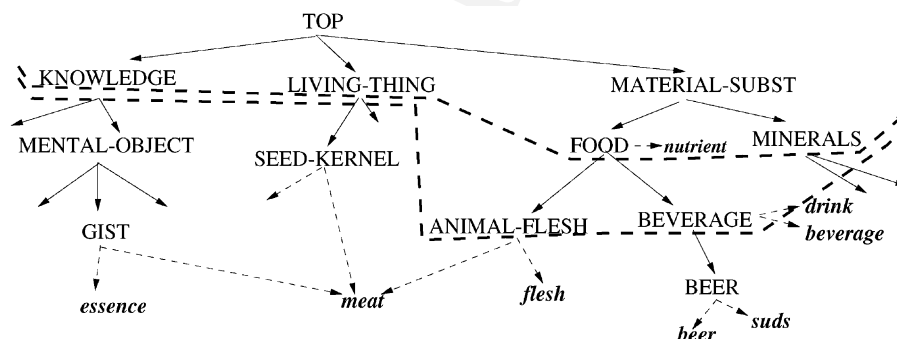 TOP
KNOWLEDGE
LIVING-THING
MATERIAL-SUBST
MENTAL-OBJECT
SEED-KERNEL
FOOD
nutrient
MINERALS
GIST
ANIMAL-FLESH
BEVERAGE
drink
beverage
essence
meat
flesh
BEER
beer
suds